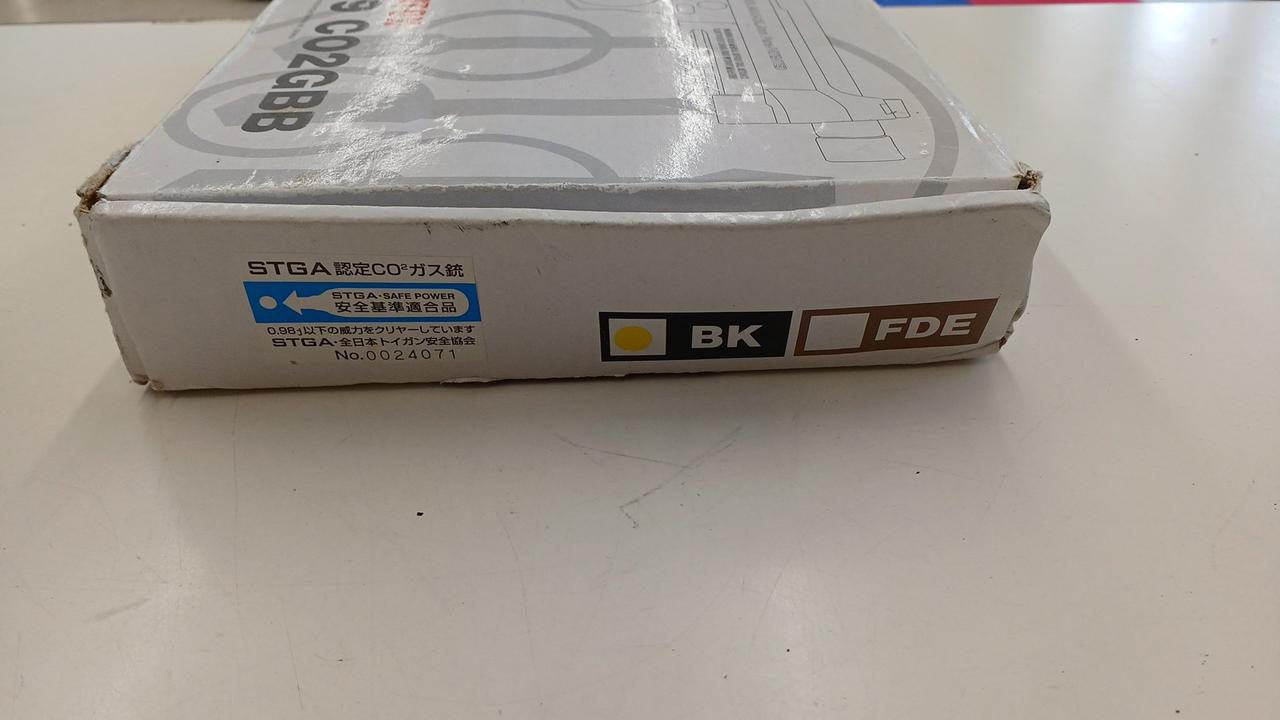 9 CO2GBB
STGA 認定CO²ガス銃
STGA・SAFE POWER
安全基準適合品
0.98J以下の威力をクリヤーしています
STGA・全日本トイガン安全協会
No.0024071
BK
FDE